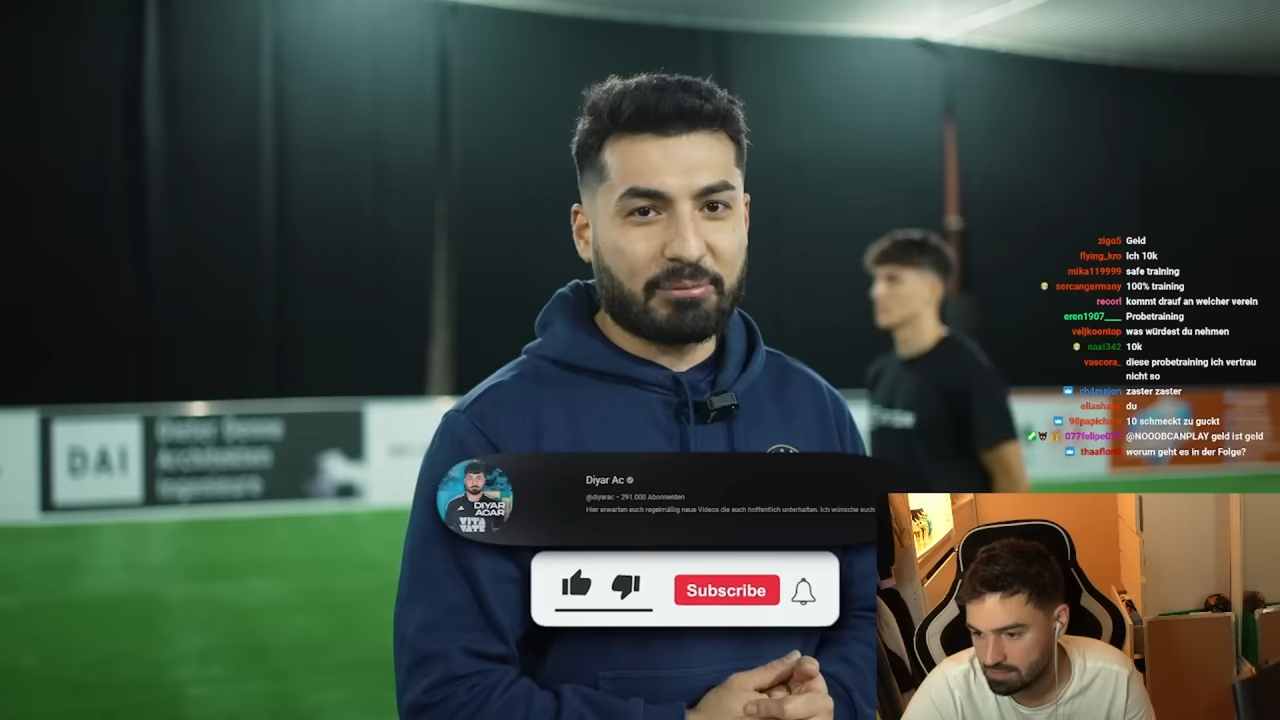 DAI
zigo5 Geld
flying_kro Ich 10k
mika119999 safe training
sercangermany 100% training
recorl kommt drauf an welcher verein
eren1907____ Probetraining
veljkoontop was würdest du nehmen
naxl342 10k
vascora_ diese probetraining ich vertrau
nicht so
ch4mpion zaster zaster
du
10 schmeckt zu guckt
@NOOOBCANPLAY geld ist geld
worum geht es in der Folge?
Diyar Ac
@diyarac • 291.000 Abonnenten
Hier erwarten euch regelmäßig neue Videos die euch hoffentlich unterhalten. Ich wünsche euch
DIYAR
ACAR
Subscribe